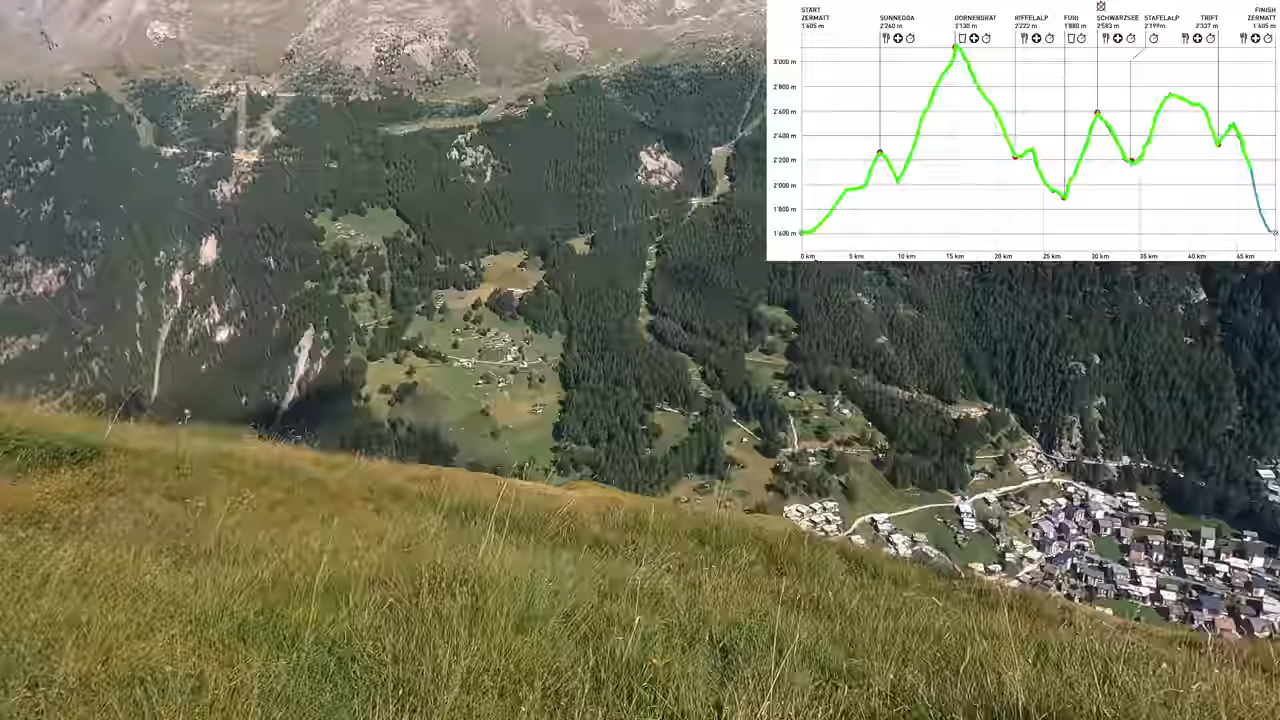 START
ZERMATT
1'605 m
SUNNEGGA
2'260 m
GORNERGRAT
3'130 m
RIFFELALP
2'222 m
FURI
1'880 m
SCHWARZSEE
2'583 m
STAFELALP
2'199m
TRIFT
2'337 m
FINISH
ZERMATT
1'605 m
3'000 m
2'800 m
2'600 m
2'400 m
2'200 m
2'000 m
1'800 m
1'600 m
0 km 5 km 10 km 15 km 20 km 25 km 30 km 35 km 40 km 45 km